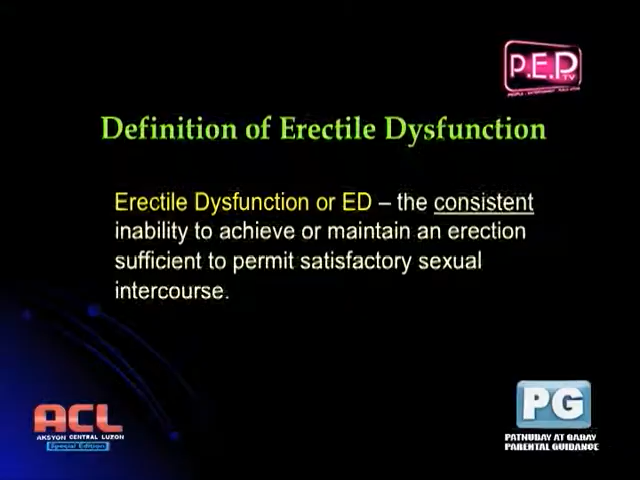 P.E.P
TV
Definition of Erectile Dysfunction
Erectile Dysfunction or ED – the consistent
inability to achieve or maintain an erection
sufficient to permit satisfactory sexual
intercourse.
ACL
AKSYON CENTRAL LUZON
Special Edition
PG
PATNUBAY AT GABAY
PARENTAL GUIDANCE